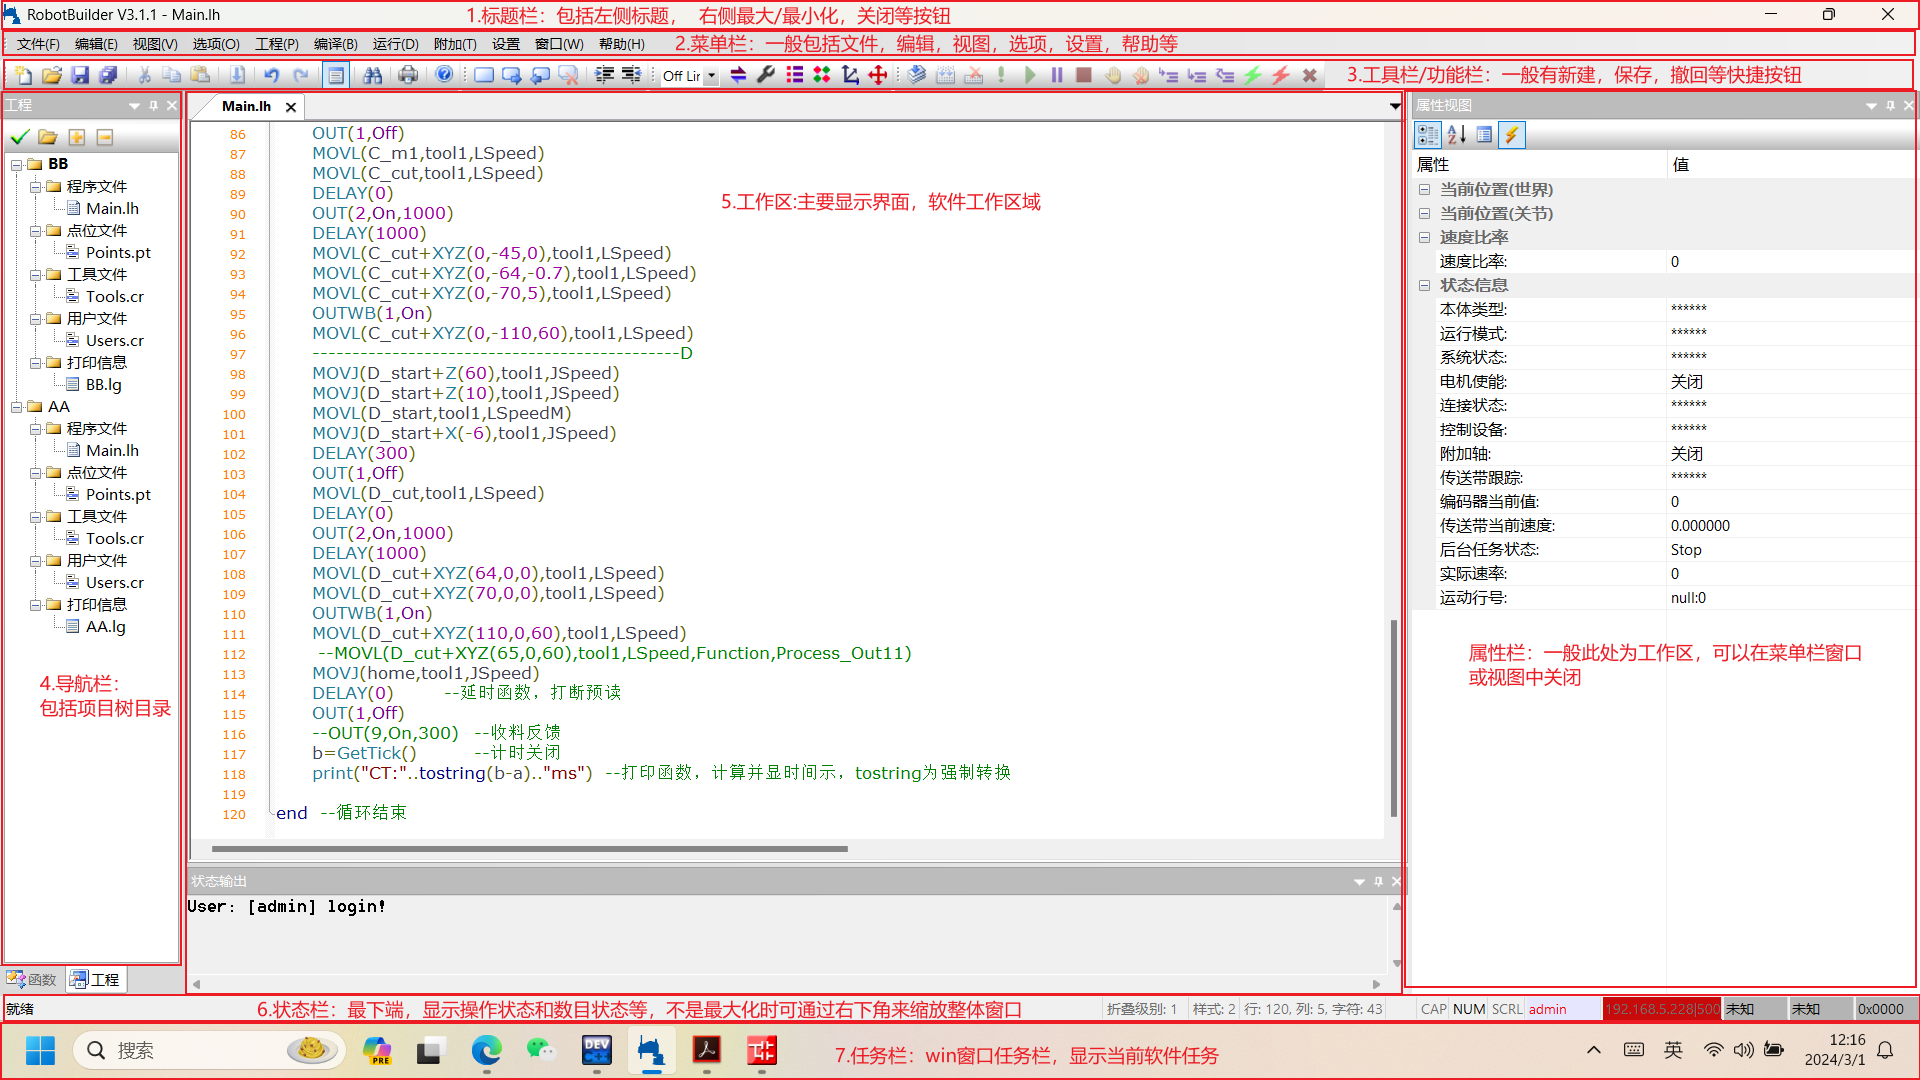 RobotBuilder V3.1.1 - Main.lh
1.标题栏：包括左侧标题， 右侧最大/最小化，关闭等按钮
文件(F) 编辑(E) 视图(V) 选项(O) 工程(P) 编译(B) 运行(D) 附加(T) 设置 窗口(W) 帮助(H)
2.菜单栏：一般包括文件，编辑，视图，选项，设置，帮助等
Off Lir
3.工具栏/功能栏：一般有新建，保存，撤回等快捷按钮
工程
BB
程序文件
Main.lh
点位文件
Points.pt
工具文件
Tools.cr
用户文件
Users.cr
打印信息
BB.lg
AA
程序文件
Main.lh
点位文件
Points.pt
工具文件
Tools.cr
用户文件
Users.cr
打印信息
AA.lg
4.导航栏：
包括项目树目录
函数 工程
Main.lh
86 OUT(1,Off)
87 MOVL(C_m1,tool1,LSpeed)
88 MOVL(C_cut,tool1,LSpeed)
89 DELAY(0)
90 OUT(2,On,1000)
91 DELAY(1000)
92 MOVL(C_cut+XYZ(0,-45,0),tool1,LSpeed)
93 MOVL(C_cut+XYZ(0,-64,-0.7),tool1,LSpeed)
94 MOVL(C_cut+XYZ(0,-70,5),tool1,LSpeed)
95 OUTWB(1,On)
96 MOVL(C_cut+XYZ(0,-110,60),tool1,LSpeed)
97 ----------------------------------------------D
98 MOVJ(D_start+Z(60),tool1,JSpeed)
99 MOVJ(D_start+Z(10),tool1,JSpeed)
100 MOVL(D_start,tool1,LSpeedM)
101 MOVJ(D_start+X(-6),tool1,JSpeed)
102 DELAY(300)
103 OUT(1,Off)
104 MOVL(D_cut,tool1,LSpeed)
105 DELAY(0)
106 OUT(2,On,1000)
107 DELAY(1000)
108 MOVL(D_cut+XYZ(64,0,0),tool1,LSpeed)
109 MOVL(D_cut+XYZ(70,0,0),tool1,LSpeed)
110 OUTWB(1,On)
111 MOVL(D_cut+XYZ(110,0,60),tool1,LSpeed)
112 --MOVL(D_cut+XYZ(65,0,60),tool1,LSpeed,Function,Process_Out11)
113 MOVJ(home,tool1,JSpeed)
114 DELAY(0) --延时函数，打断预读
115 OUT(1,Off)
116 --OUT(9,On,300) --收料反馈
117 b=GetTick() --计时关闭
118 print("CT:"..tostring(b-a).."ms") --打印函数，计算并显时间示，tostring为强制转换
119
120 end --循环结束
5.工作区:主要显示界面，软件工作区域
状态输出
User: [admin] login!
属性视图
属性 值
当前位置(世界)
当前位置(关节)
速度比率
速度比率: 0
状态信息
本体类型: ******
运行模式: ******
系统状态: ******
电机使能: 关闭
连接状态: ******
控制设备: ******
附加轴: 关闭
传送带跟踪: ******
编码器当前值: 0
传送带当前速度: 0.000000
后台任务状态: Stop
实际速率: 0
运动行号: null:0
属性栏：一般此处为工作区，可以在菜单栏窗口
或视图中关闭
就绪
6.状态栏：最下端，显示操作状态和数目状态等，不是最大化时可通过右下角来缩放整体窗口
折叠级别: 1 样式: 2 行: 120, 列: 5, 字符: 43 CAP NUM SCRL admin 192.168.5.228|500 未知 未知 0x0000
搜索
PRE
DEV
C++
7.任务栏：win窗口任务栏，显示当前软件任务
英
12:16
2024/3/1